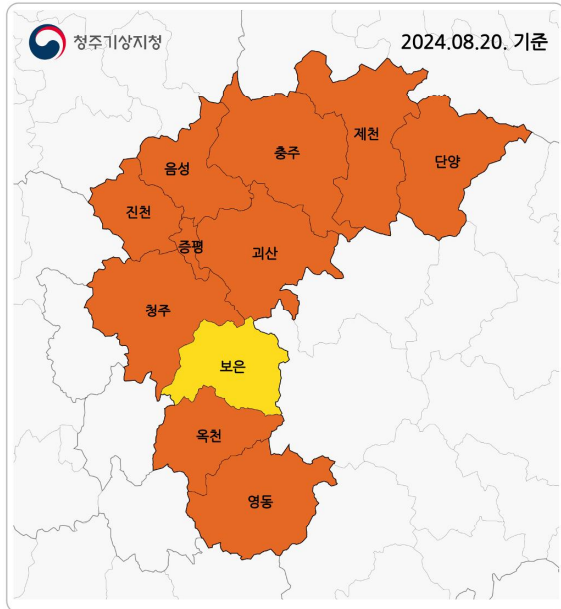 청주기상지청
2024.08.20. 기준
충주
제천
단양
음성
진천
증평
괴산
청주
보은
옥천
영동